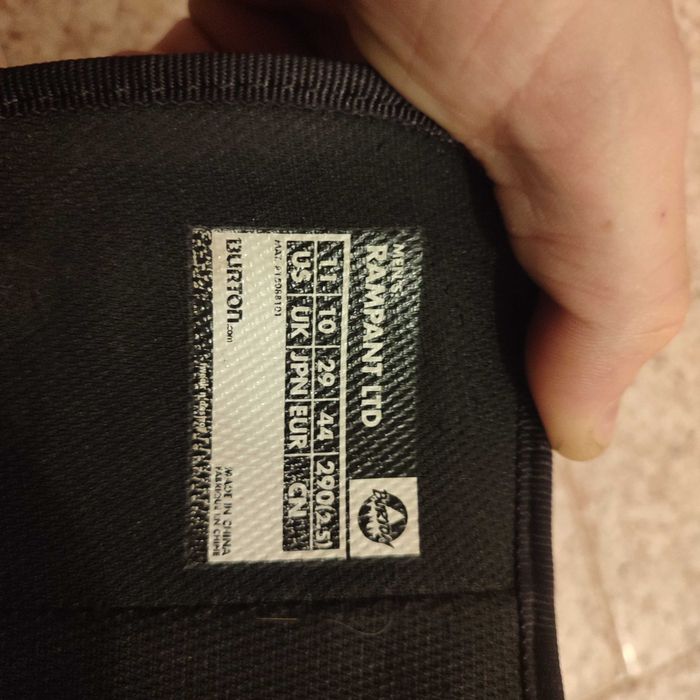 MEN'S
RAMPANT LTD
BURTON
11 10 29 44 290(2.5)
US UK JPN EUR CN
BURTON.com
MADE IN CHINA
FABRIQUÉ EN CHINE